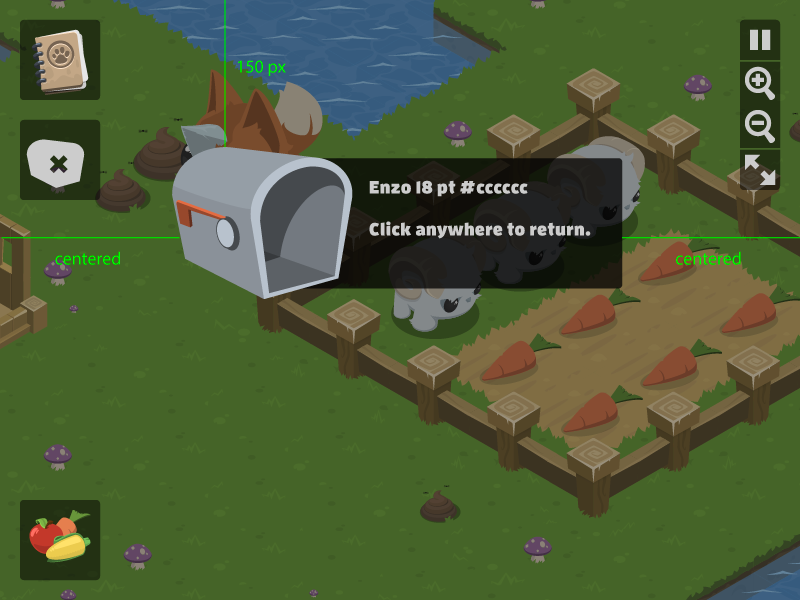 150 px
Enzo 18 pt #cccccc
Click anywhere to return.
centered
centered